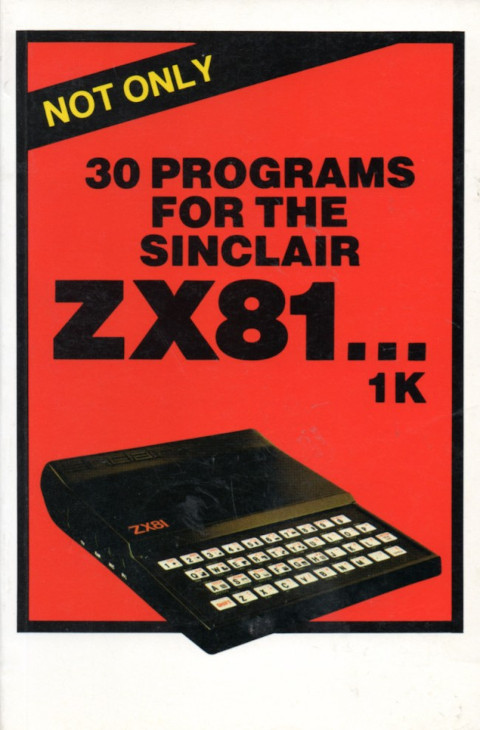 NOT ONLY
30 PROGRAMS
FOR THE
SINCLAIR
ZX81...
1K
ZX81